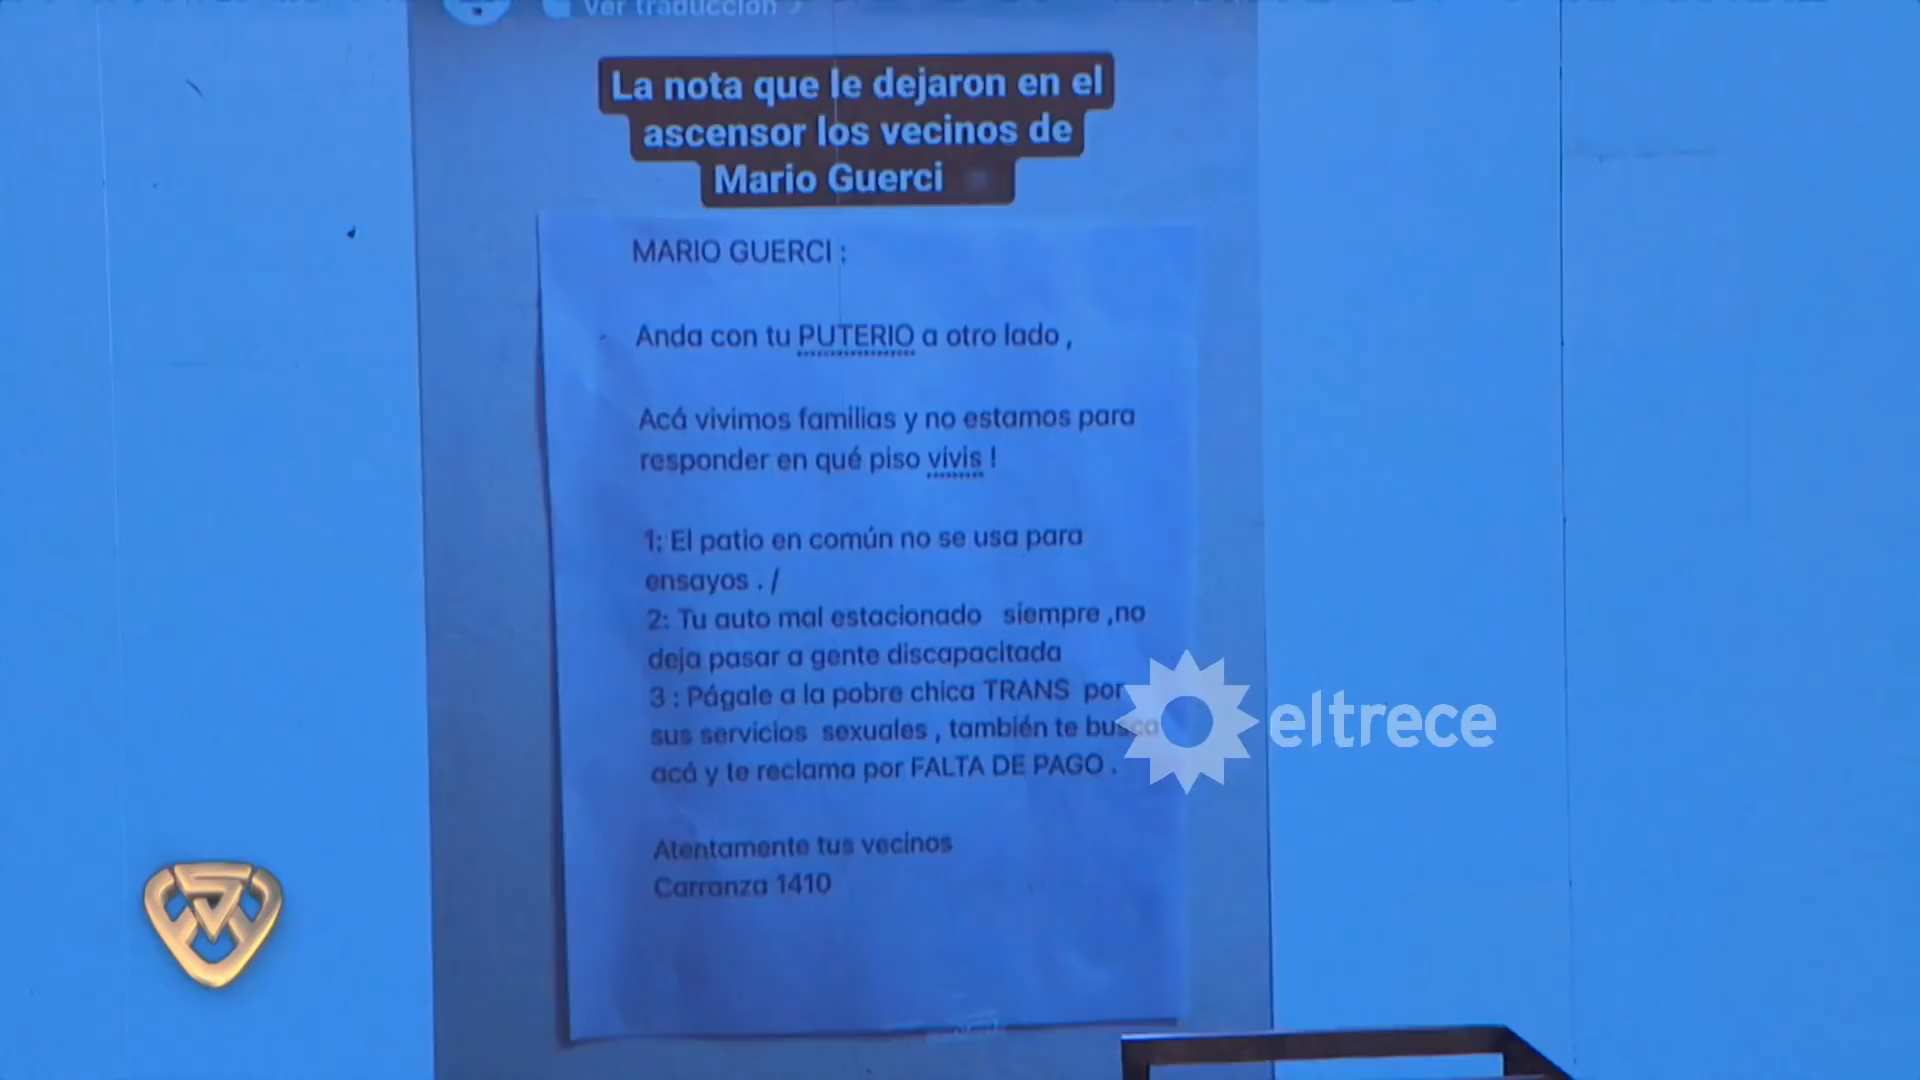 Ver traducción
La nota que le dejaron en el
ascensor los vecinos de
Mario Guerci
MARIO GUERCI :
Anda con tu PUTERIO a otro lado ,
Acá vivimos familias y no estamos para
responder en qué piso vivis !
1: El patio en común no se usa para
ensayos . /
2: Tu auto mal estacionado siempre ,no
deja pasar a gente discapacitada
3 : Págale a la pobre chica TRANS por
sus servicios sexuales , también te busca
acá y te reclama por FALTA DE PAGO .
Atentamente tus vecinos
Carranza 1410
eltrece